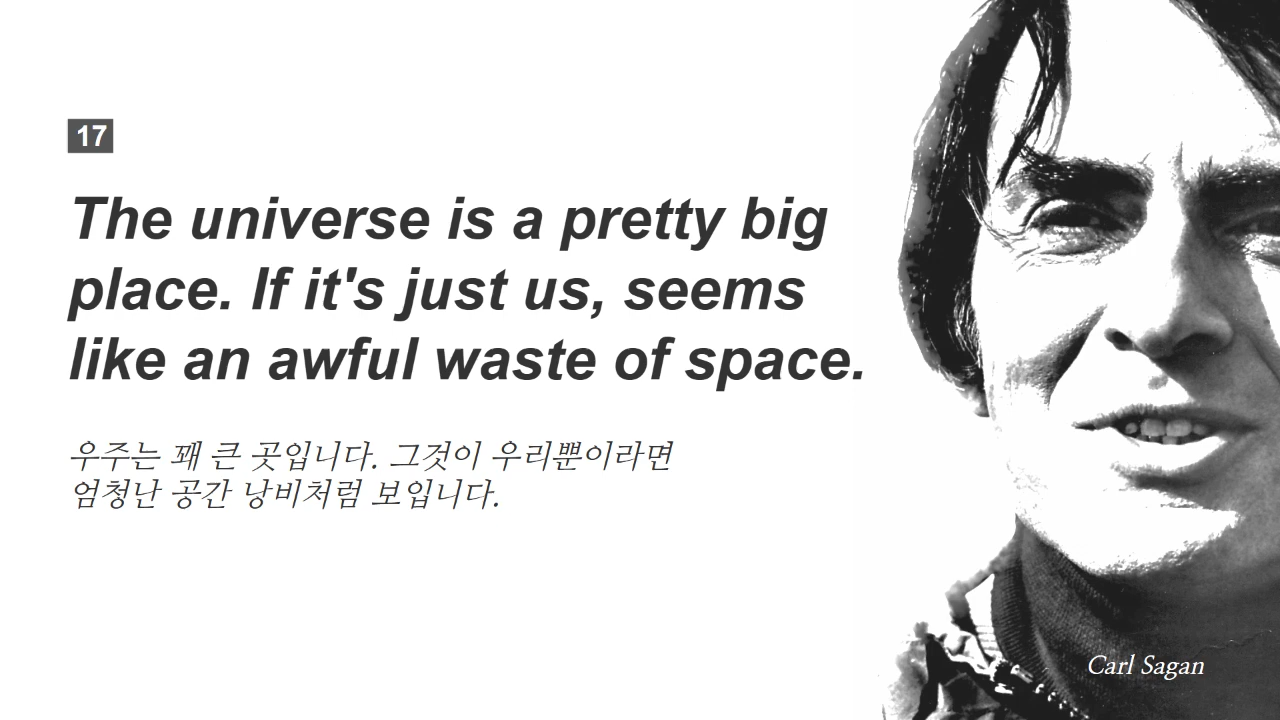 17
The universe is a pretty big
place. If it's just us, seems
like an awful waste of space.
우주는 꽤 큰 곳입니다. 그것이 우리뿐이라면
엄청난 공간 낭비처럼 보입니다.
Carl Sagan